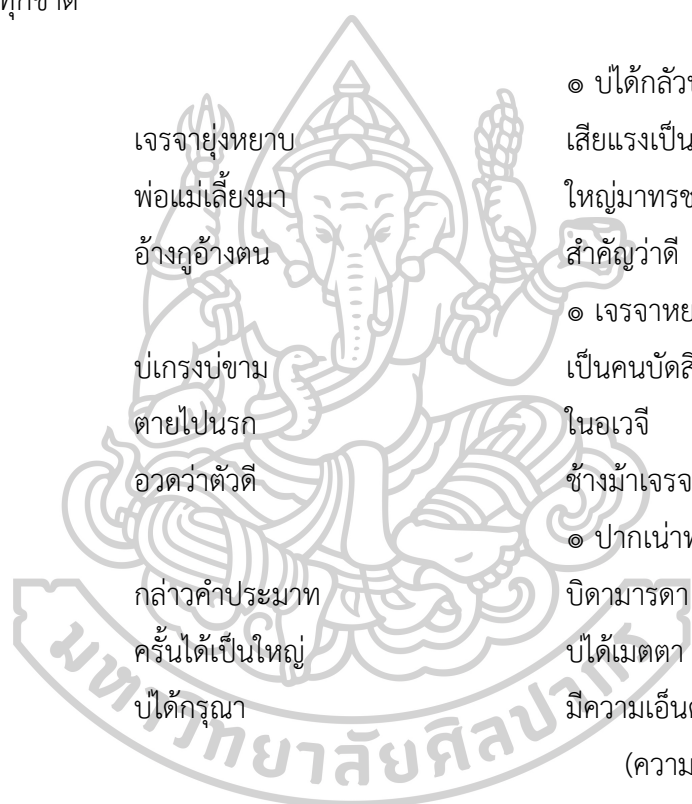 ๏ บ่ได้กลัว
เจรจายุ่งหยาบ เสียแรงเป็น
พ่อแม่เลี้ยงมา ใหญ่มาทรช
อ้างกูอ้างตน สำคัญว่าดี
๏ เจรจาหย
บ่เกรงบ่ขาม เป็นคนบัดสี
ตายไปนรก ในอเวจี
อวดว่าตัวดี ช้างม้าเจรจ
๏ ปากเน่า
กล่าวคำประมาท บิดามารดา
ครั้นได้เป็นใหญ่ บ่ได้เมตตา
บ่ได้กรุณา มีความเอ็น
(ความ
มหาวิทยาลัยศิลปากร